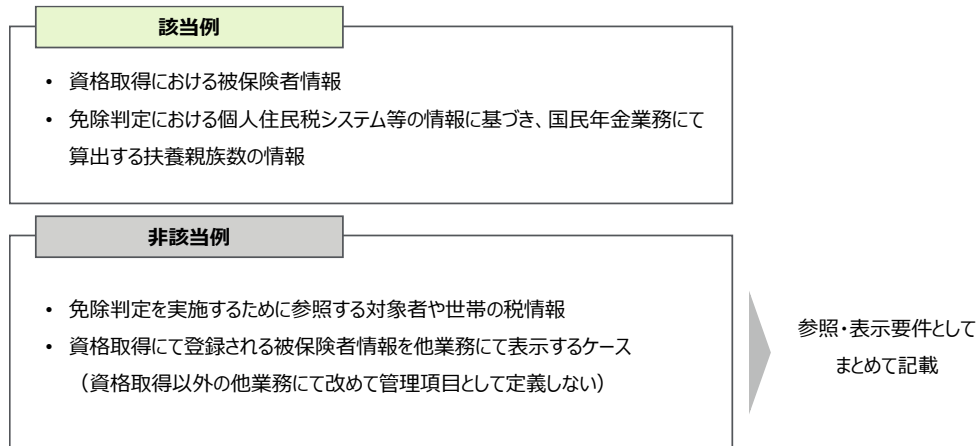 該当例
• 資格取得における被保険者情報
• 免除判定における個人住民税システム等の情報に基づき、国民年金業務にて
算出する扶養親族数の情報
非該当例
• 免除判定を実施するために参照する対象者や世帯の税情報
• 資格取得にて登録される被保険者情報を他業務にて表示するケース
（資格取得以外の他業務にて改めて管理項目として定義しない）
参照・表示要件として
まとめて記載